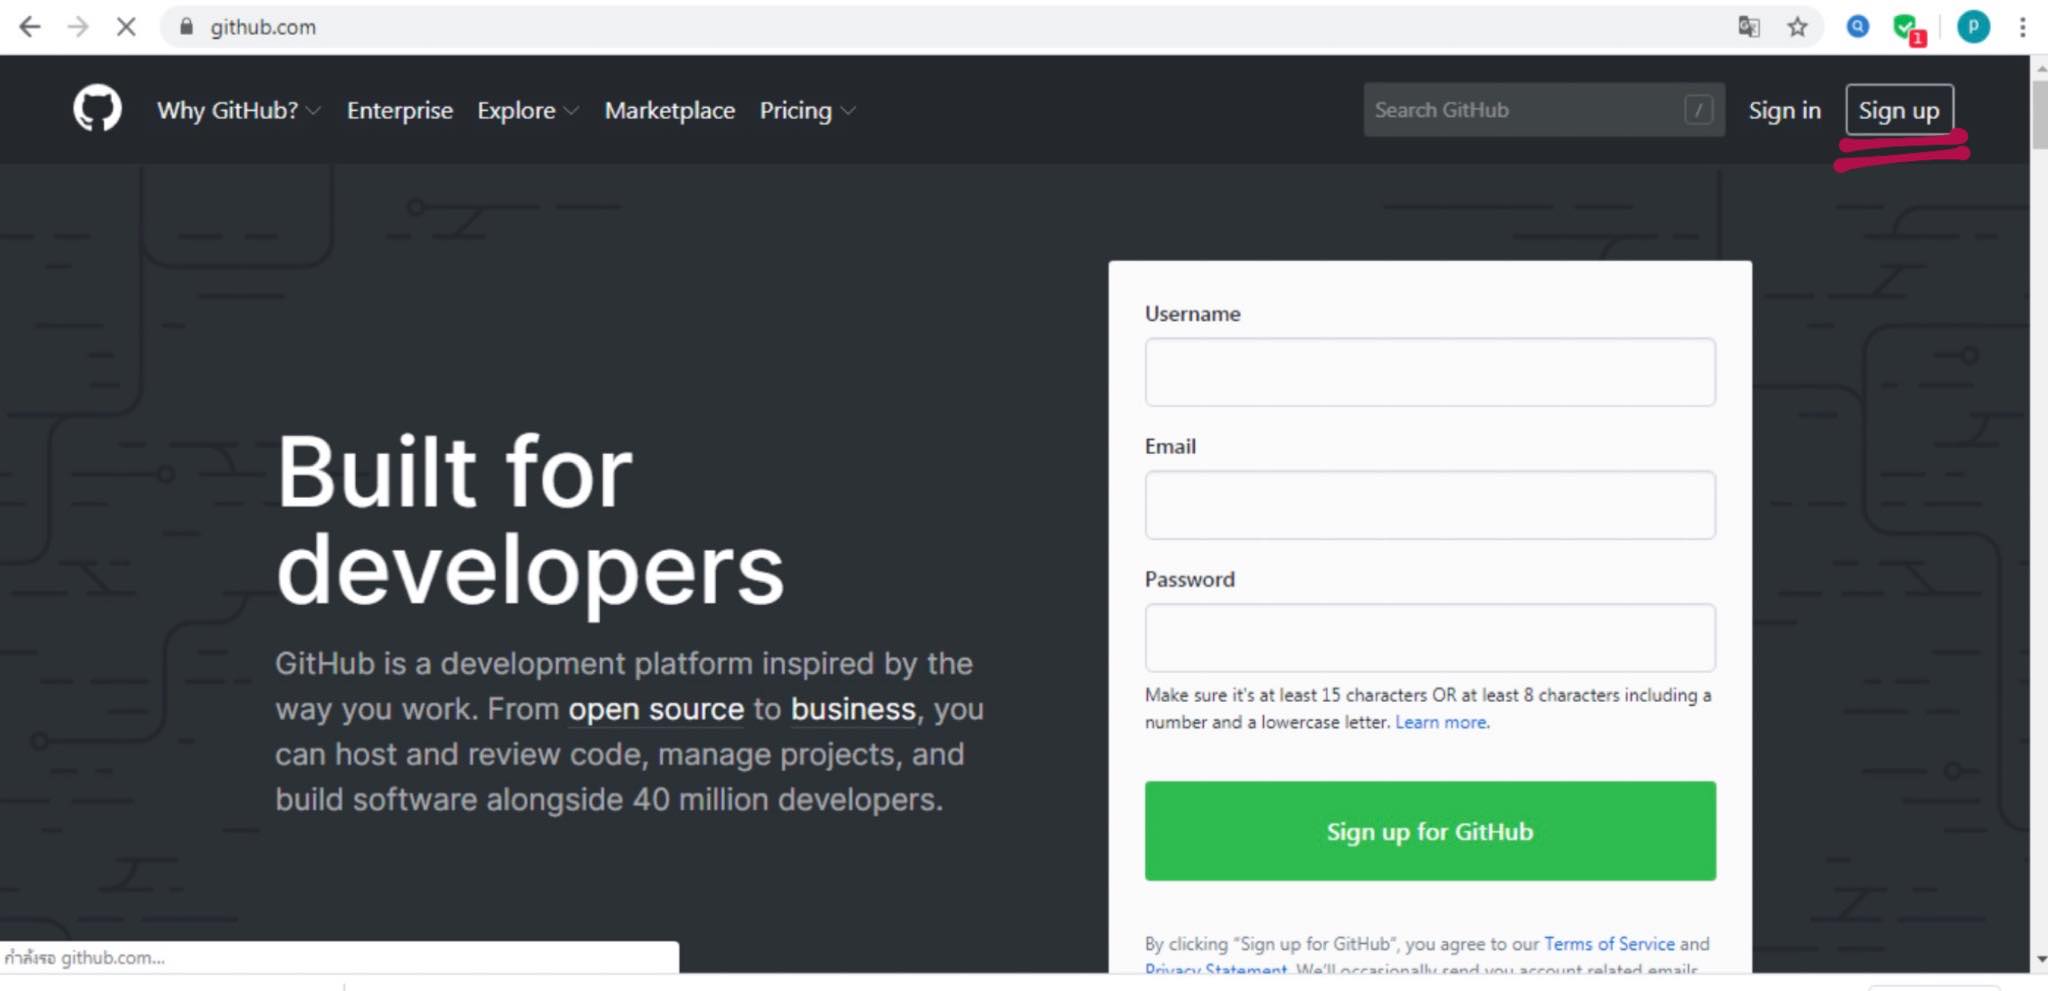 github.com
1
p
Why GitHub? Enterprise Explore Marketplace Pricing Search GitHub / Sign in Sign up
Built for
developers
GitHub is a development platform inspired by the
way you work. From open source to business, you
can host and review code, manage projects, and
build software alongside 40 million developers.
Username
Email
Password
Make sure it's at least 15 characters OR at least 8 characters including a
number and a lowercase letter. Learn more.
Sign up for GitHub
By clicking “Sign up for GitHub”, you agree to our Terms of Service and
Privacy Statement. We’ll occasionally send you account related emails.
กำลังรอ github.com...